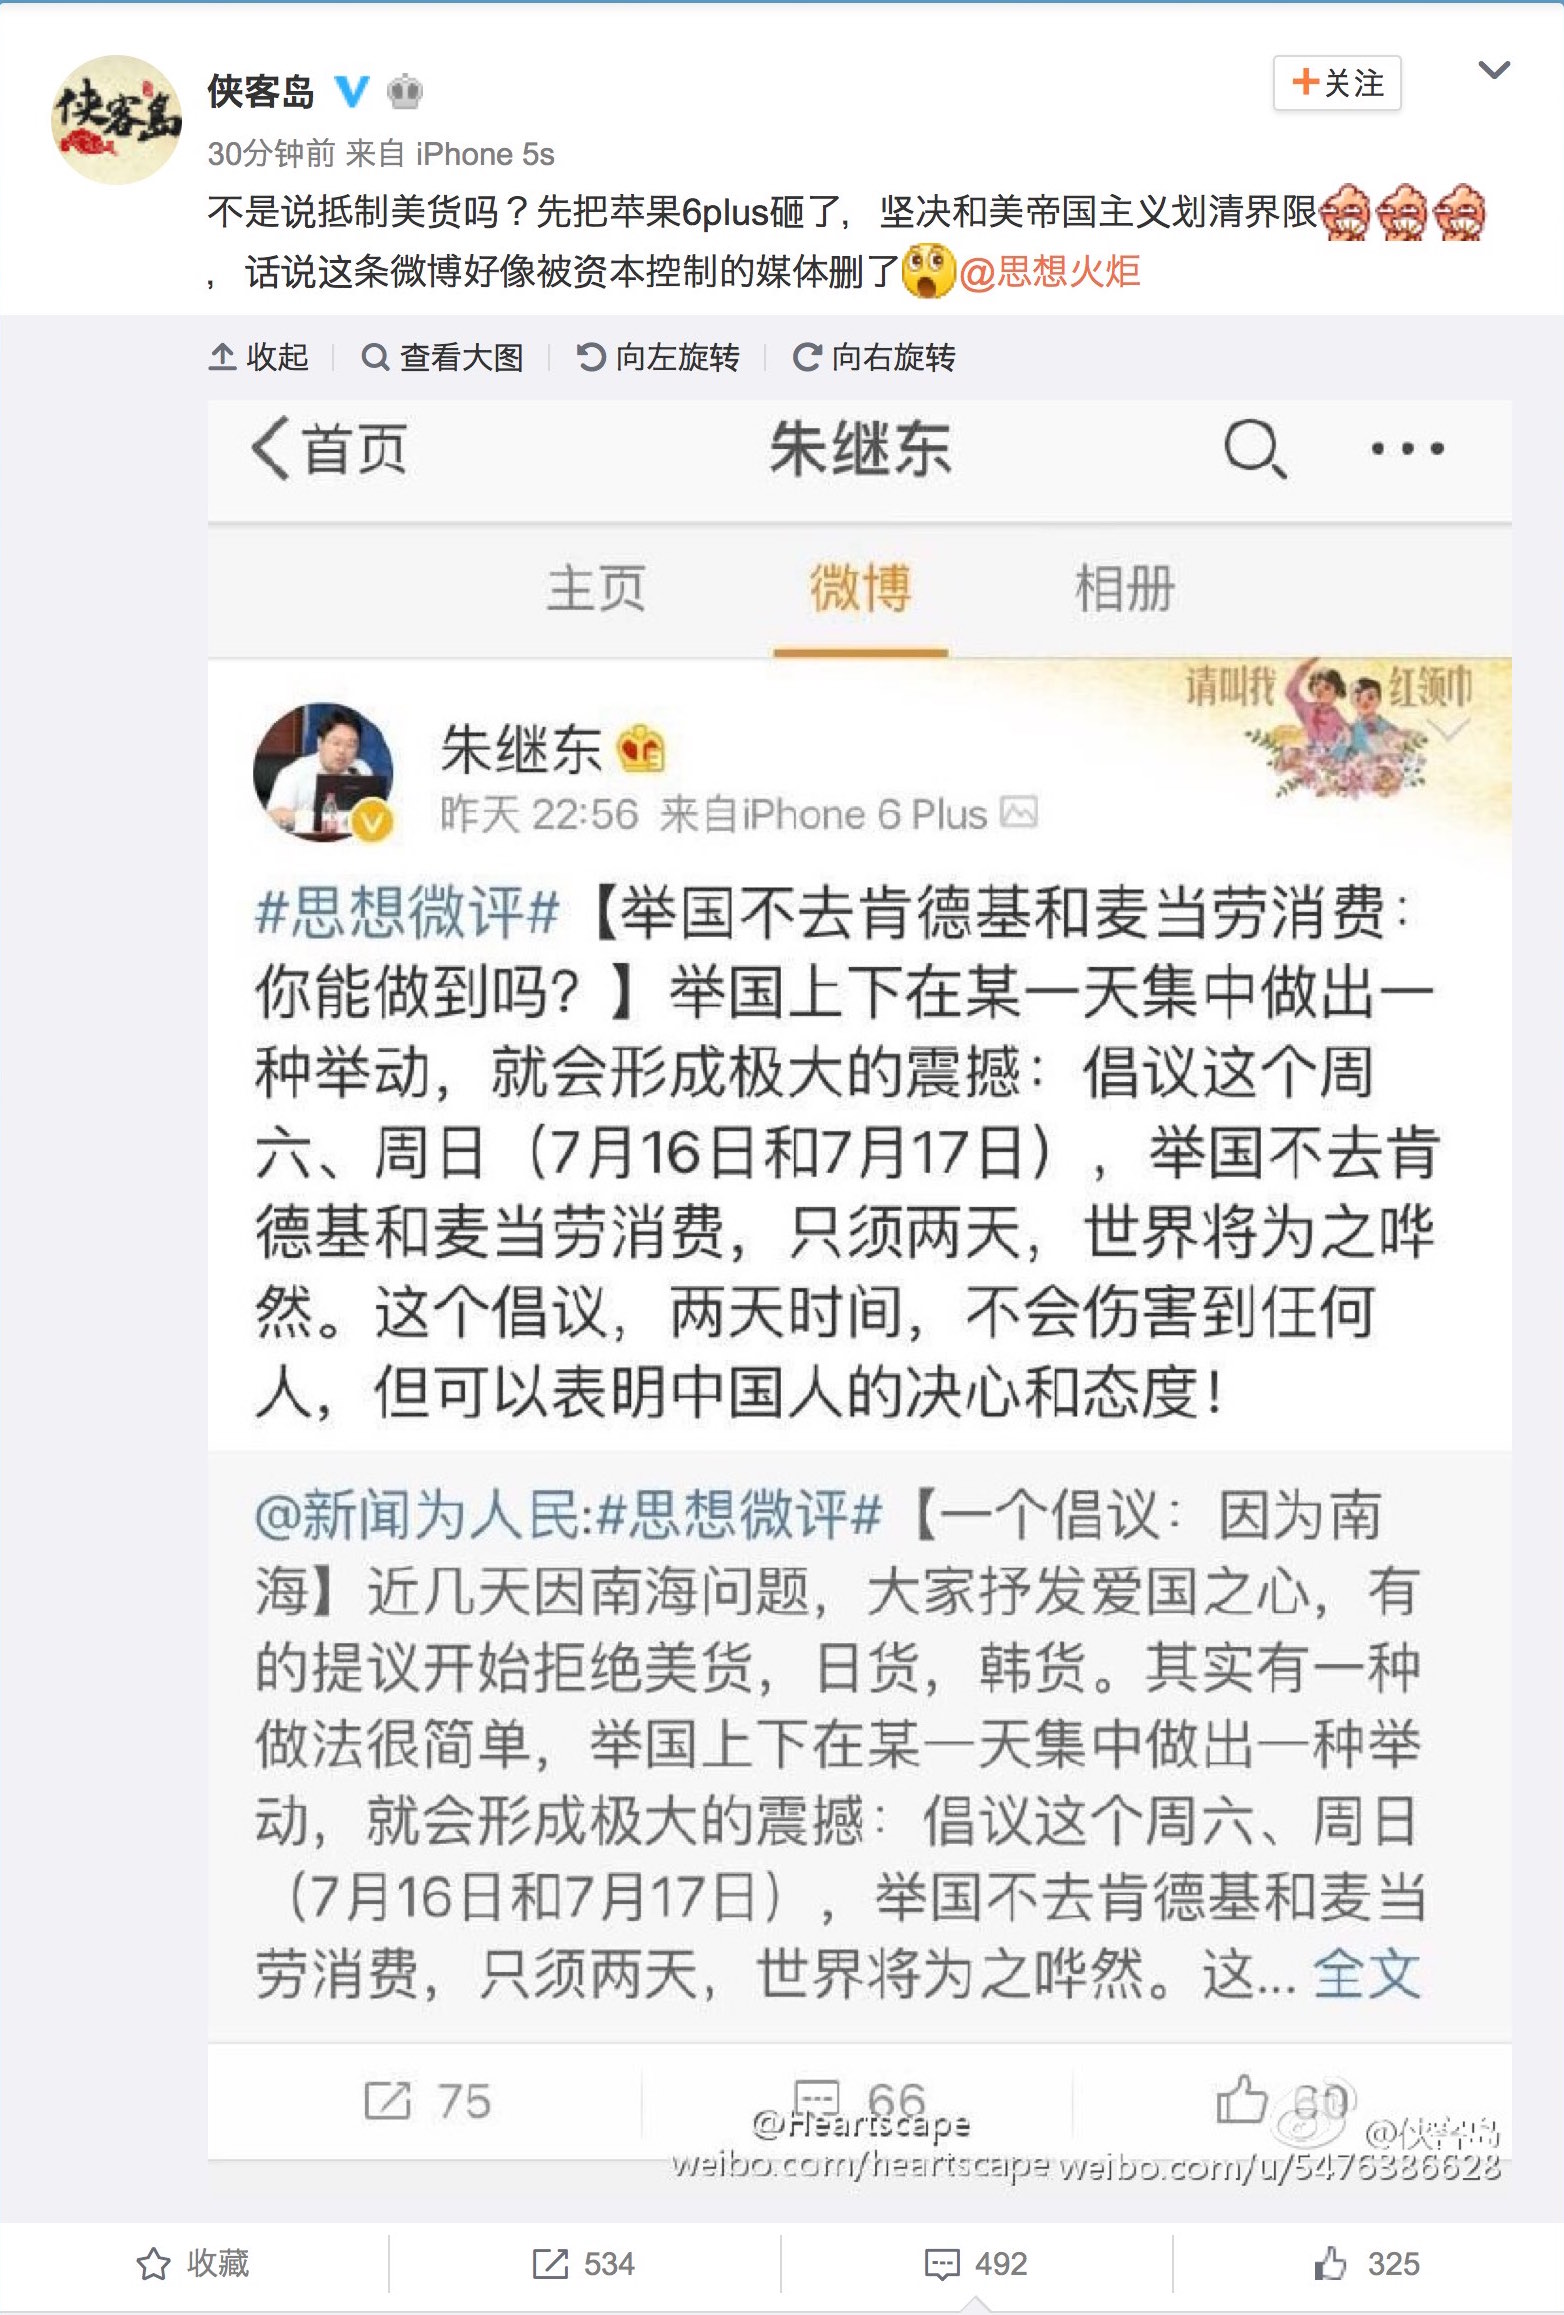 侠客岛
侠客岛
+关注
30分钟前 来自 iPhone 5s
不是说抵制美货吗？先把苹果6plus砸了，坚决和美帝国主义划清界限
，话说这条微博好像被资本控制的媒体删了@思想火炬
收起 查看大图 向左旋转 向右旋转
首页 朱继东
主页 微博 相册
请叫我 红领巾
朱继东
昨天 22:56 来自iPhone 6 Plus
#思想微评#【举国不去肯德基和麦当劳消费：
你能做到吗？】举国上下在某一天集中做出一
种举动，就会形成极大的震撼：倡议这个周
六、周日（7月16日和7月17日），举国不去肯
德基和麦当劳消费，只须两天，世界将为之哗
然。这个倡议，两天时间，不会伤害到任何
人，但可以表明中国人的决心和态度！
@新闻为人民:#思想微评#【一个倡议：因为南
海】近几天因南海问题，大家抒发爱国之心，有
的提议开始拒绝美货，日货，韩货。其实有一种
做法很简单，举国上下在某一天集中做出一种举
动，就会形成极大的震撼：倡议这个周六、周日
（7月16日和7月17日），举国不去肯德基和麦当
劳消费，只须两天，世界将为之哗然。这... 全文
75 66 60
@Heartscape @侠客岛
weibo.com/heartscape weibo.com/u/5476386628
收藏 534 492 325